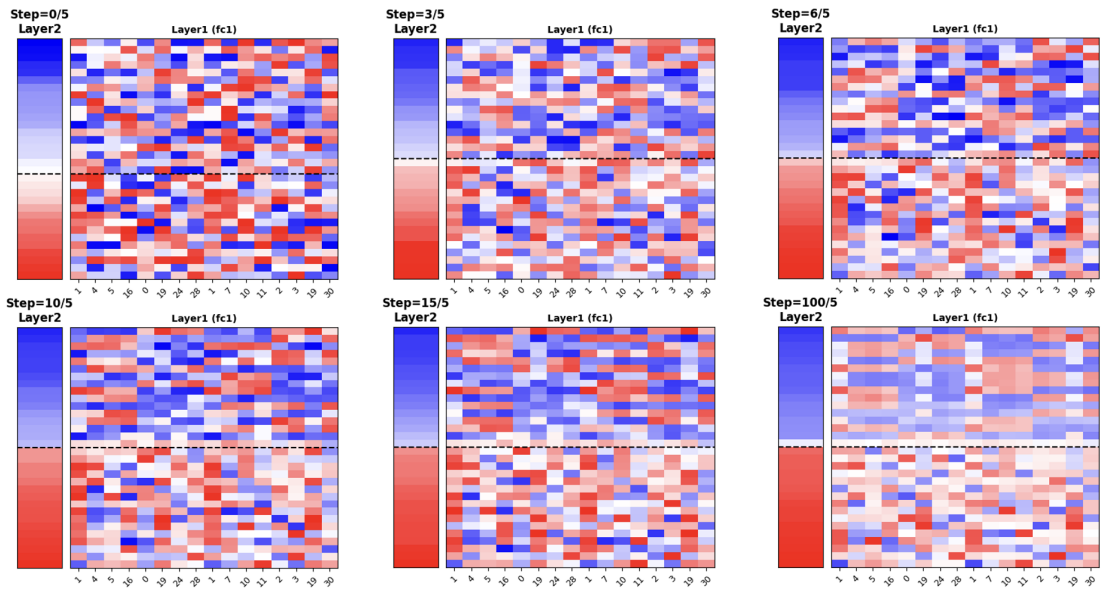 Step=0/5
Layer2
Layer1 (fc1)
1 4 5 16 0 19 24 28 1 7 10 11 2 3 19 30
Step=3/5
Layer2
Layer1 (fc1)
1 4 5 16 0 19 24 28 1 7 10 11 2 3 19 30
Step=6/5
Layer2
Layer1 (fc1)
1 4 5 16 0 19 24 28 1 7 10 11 2 3 19 30
Step=10/5
Layer2
Layer1 (fc1)
1 4 5 16 0 19 24 28 1 7 10 11 2 3 19 30
Step=15/5
Layer2
Layer1 (fc1)
1 4 5 16 0 19 24 28 1 7 10 11 2 3 19 30
Step=100/5
Layer2
Layer1 (fc1)
1 4 5 16 0 19 24 28 1 7 10 11 2 3 19 30